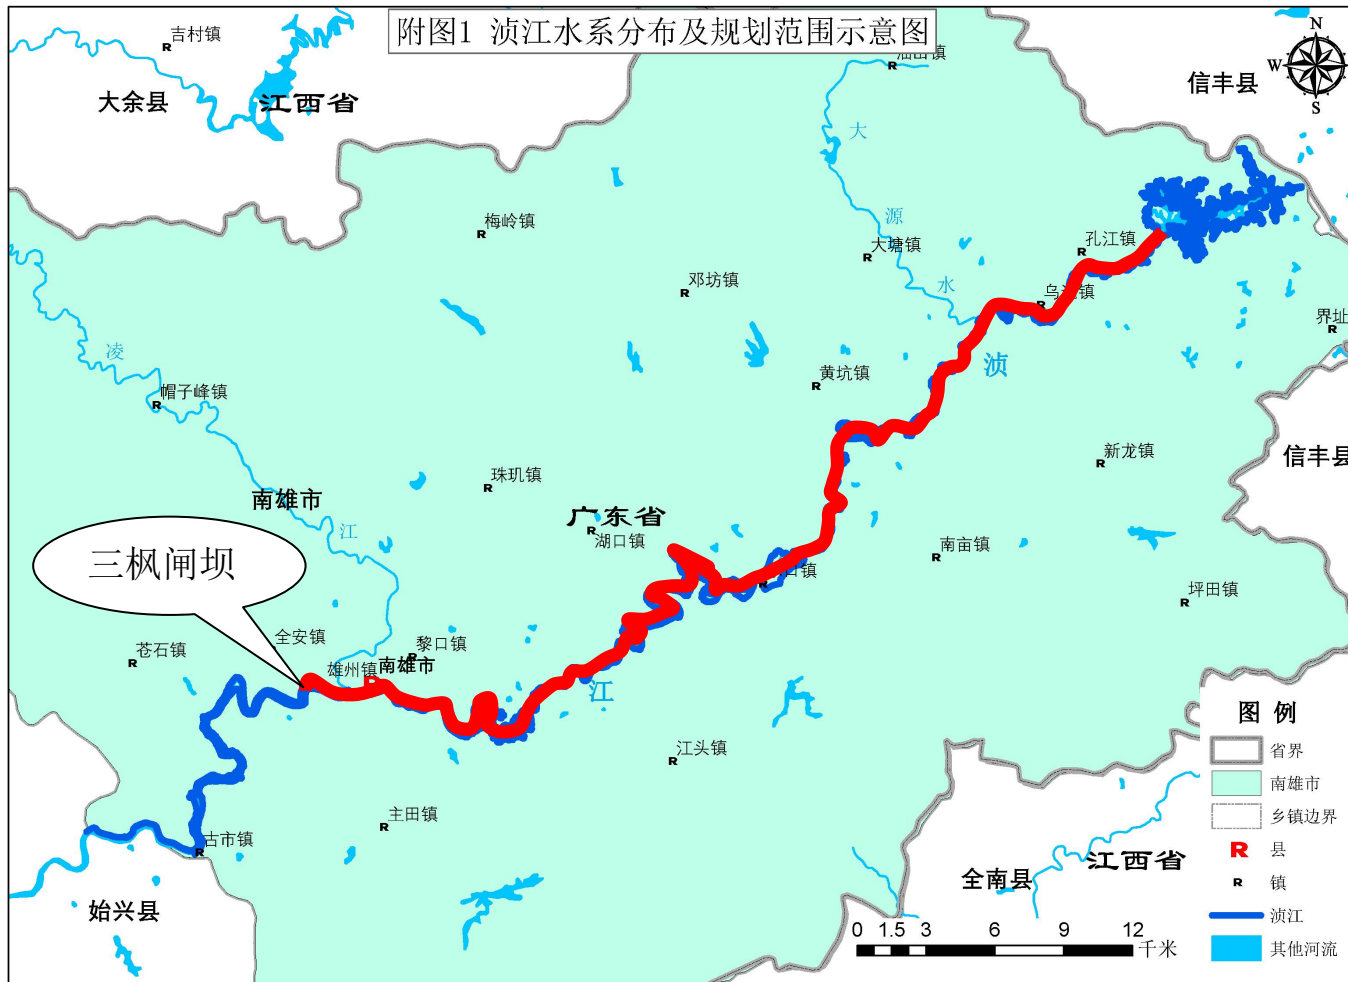 附图1 浈江水系分布及规划范围示意图
吉村镇
大余县
江西省
信丰县
N
W
S
大
源
水
梅岭镇
大塘镇
孔江镇
邓坊镇
界址
凌
帽子峰镇
黄坑镇
浈
新龙镇
信丰县
珠玑镇
南雄市
江
广东省
湖口镇
南亩镇
坪田镇
三枫闸坝
全安镇
苍石镇
黎口镇
雄州镇
南雄市
江
江头镇
主田镇
古市镇
始兴县
全南县
江西省
图 例
省界
南雄市
乡镇边界
R 县
R 镇
浈江
其他河流
0 1.5 3 6 9 12
千米